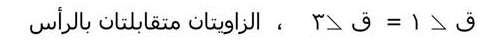 ق ∠ ١ = ق ∠ ٣ ، الزاويتان متقابلتان بالرأس